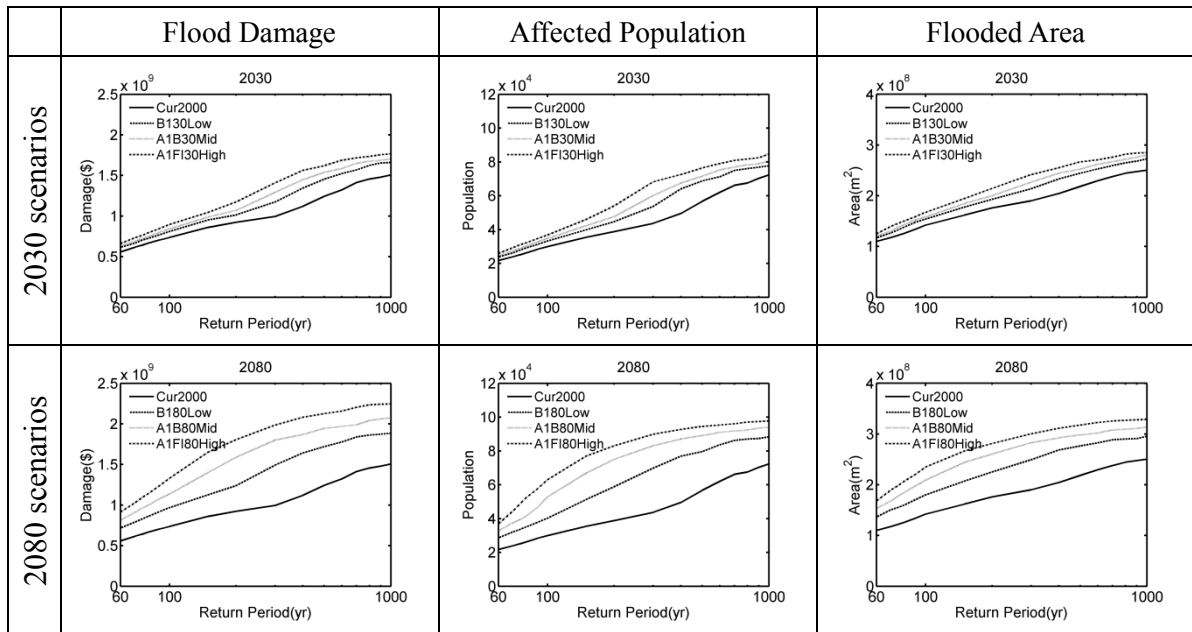 Flood Damage
Affected Population
Flooded Area
2030 scenarios
x 10^9
2030
2.5
2
1.5
1
0.5
0
Damage($)
Cur2000
B130Low
A1B30Mid
A1FI30High
60
100
1000
Return Period(yr)
x 10^4
2030
12
10
8
6
4
2
0
Population
Cur2000
B130Low
A1B30Mid
A1FI30High
60
100
1000
Return Period(yr)
x 10^8
2030
4
3
2
1
0
Area(m^2)
Cur2000
B130Low
A1B30Mid
A1FI30High
60
100
1000
Return Period(yr)
2080 scenarios
x 10^9
2080
2.5
2
1.5
1
0.5
0
Damage($)
Cur2000
B180Low
A1B80Mid
A1FI80High
60
100
1000
Return Period(yr)
x 10^4
2080
12
10
8
6
4
2
0
Population
Cur2000
B180Low
A1B80Mid
A1FI80High
60
100
1000
Return Period(yr)
x 10^8
2080
4
3
2
1
0
Area(m^2)
Cur2000
B180Low
A1B80Mid
A1FI80High
60
100
1000
Return Period(yr)